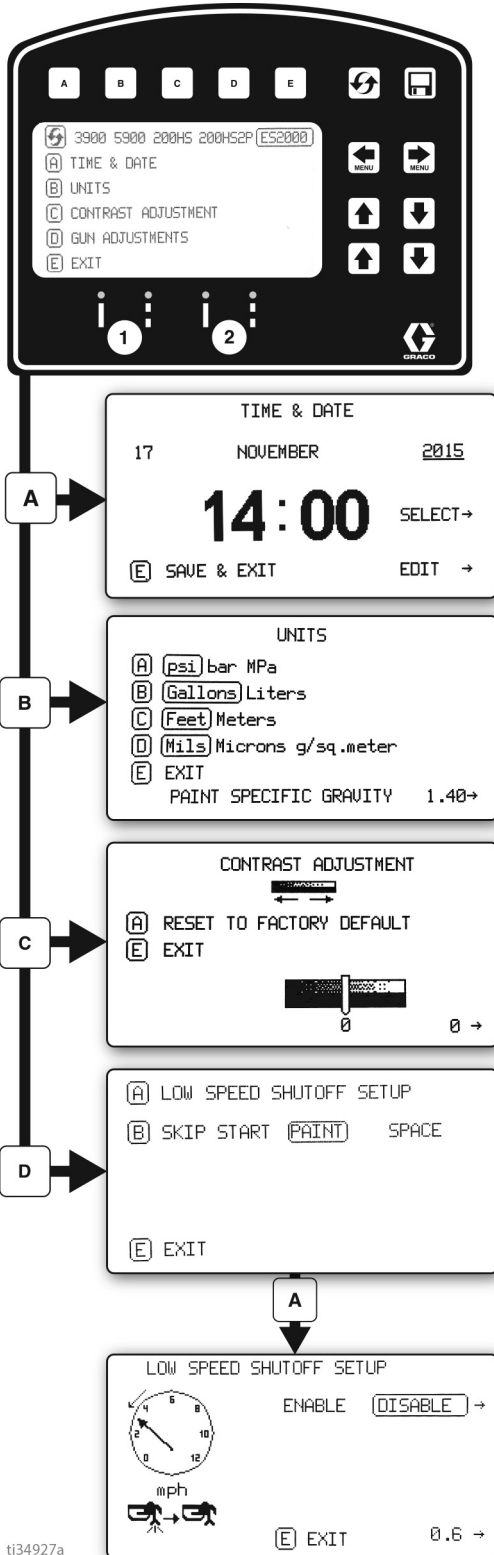 A B C D E
3900 5900 200HS 200HS2P ES2000
A TIME & DATE
B UNITS
C CONTRAST ADJUSTMENT
D GUN ADJUSTMENTS
E EXIT
MENU MENU
1 2
GRACO
A
TIME & DATE
17 NOVEMBER 2015
14:00 SELECT→
E SAVE & EXIT EDIT →
B
UNITS
A psi bar MPa
B Gallons Liters
C Feet Meters
D Mils Microns g/sq.meter
E EXIT
PAINT SPECIFIC GRAVITY 1.40→
C
CONTRAST ADJUSTMENT
A RESET TO FACTORY DEFAULT
E EXIT
0 0 →
D
A LOW SPEED SHUTOFF SETUP
B SKIP START PAINT SPACE
E EXIT
A
LOW SPEED SHUTOFF SETUP
ENABLE DISABLE →
0 2 4 6 8 10 12
mph
E EXIT 0.6 →
ti34927a